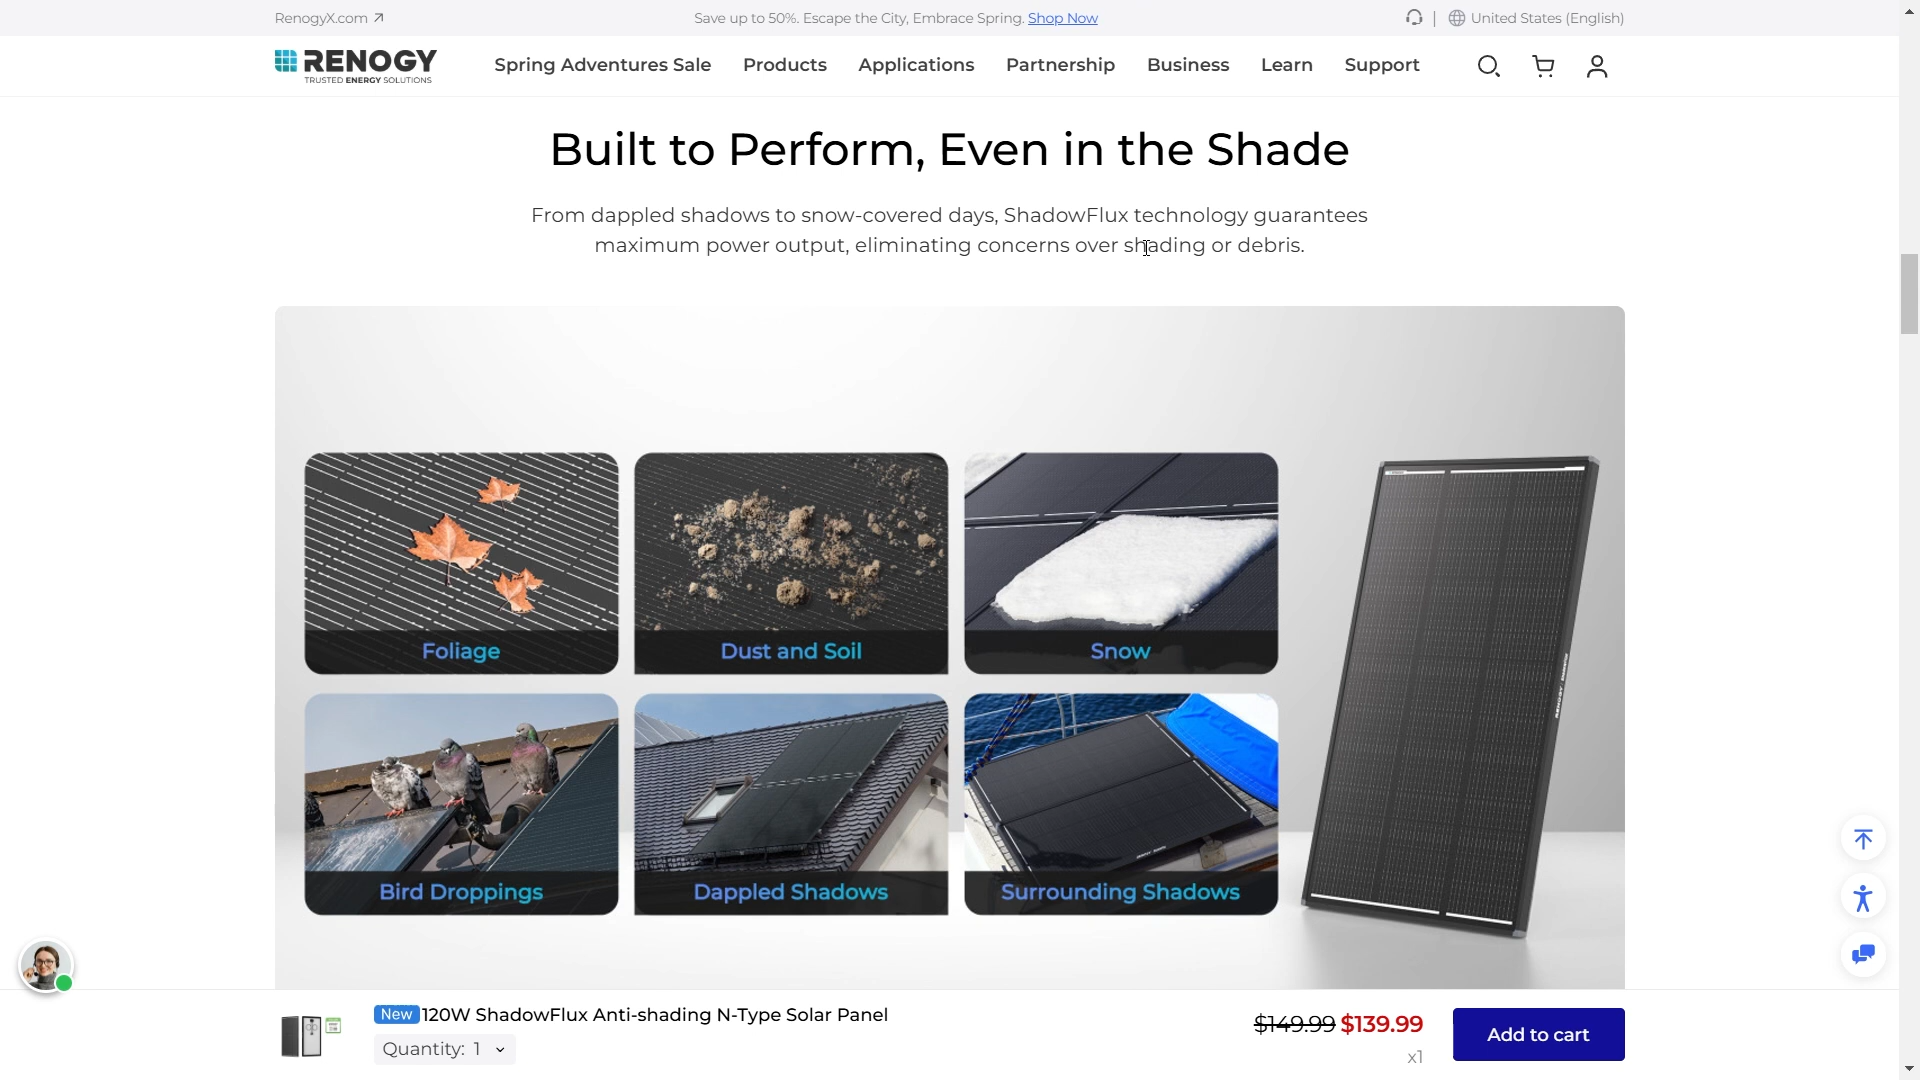 RenogyX.com
Save up to 50%. Escape the City, Embrace Spring. Shop Now
United States (English)
RENOGY
TRUSTED ENERGY SOLUTIONS
Spring Adventures Sale
Products
Applications
Partnership
Business
Learn
Support
Built to Perform, Even in the Shade
From dappled shadows to snow-covered days, ShadowFlux technology guarantees
maximum power output, eliminating concerns over shading or debris.
Foliage
Dust and Soil
Snow
Bird Droppings
Dappled Shadows
Surrounding Shadows
New 120W ShadowFlux Anti-shading N-Type Solar Panel
Quantity: 1
$149.99 $139.99
x1
Add to cart